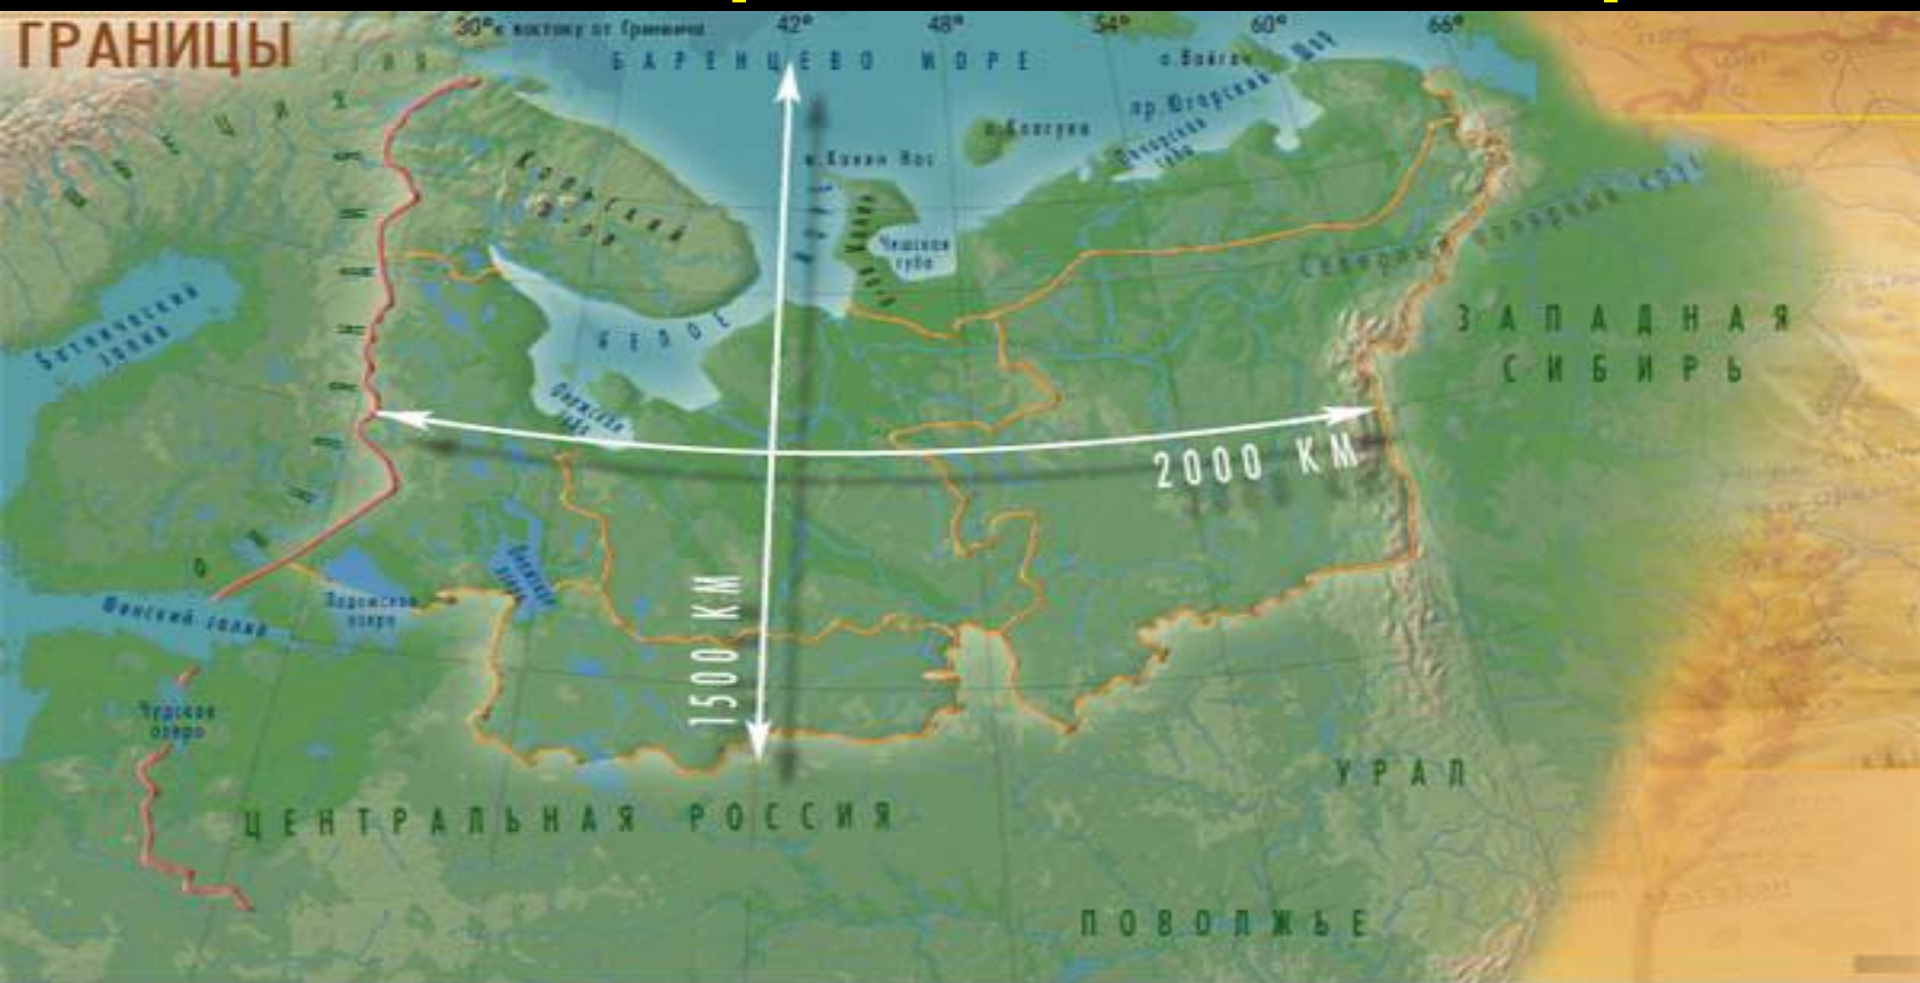 ГРАНИЦЫ
30° к востоку от Гринвича
42°
48°
54°
60°
66°
БАРЕНЦЕВО МОРЕ
о.Вайгач
пр.Югорский Шар
о.Колгуев
Печорская
губа
п.Канин Нос
Кольский
п-ов
МОРЕ
Чешская
губа
Северный полярный круг
Ботнический
залив
БЕЛОЕ
ЗАПАДНАЯ
СИБИРЬ
Онежская
губа
2000 КМ
Онежское
озеро
1500 КМ
Ладожское
озеро
Финский залив
Чудское
озеро
УРАЛ
ЦЕНТРАЛЬНАЯ РОССИЯ
ПОВОЛЖЬЕ